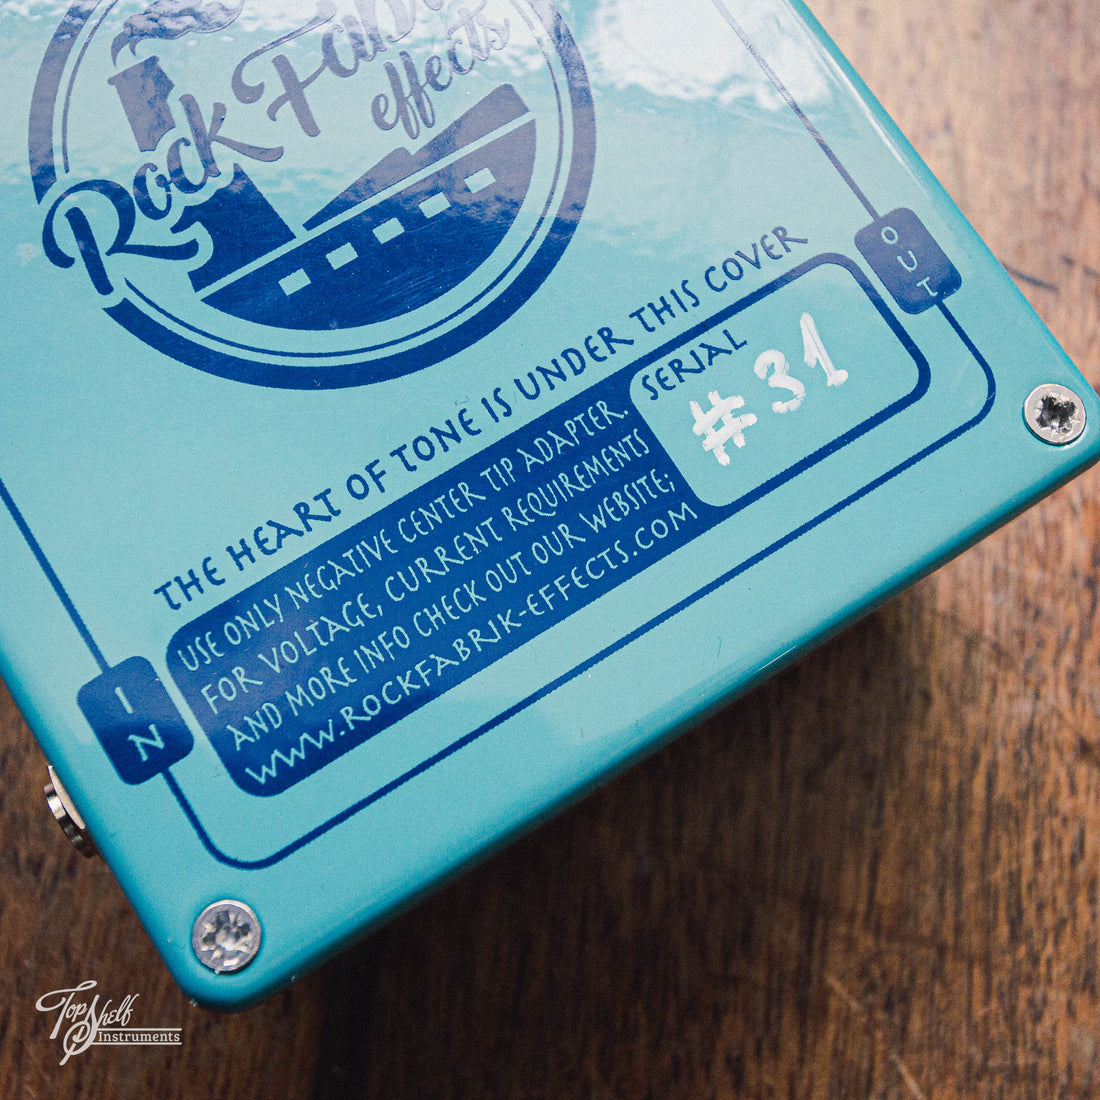 Rock Fabrik
effects
THE HEART OF TONE IS UNDER THIS COVER
OUT
SERIAL
#31
USE ONLY NEGATIVE CENTER TIP ADAPTER.
FOR VOLTAGE, CURRENT REQUIREMENTS
AND MORE INFO CHECK OUT OUR WEBSITE;
WWW.ROCKFABRIK-EFFECTS.COM
IN
Top Shelf
Instruments